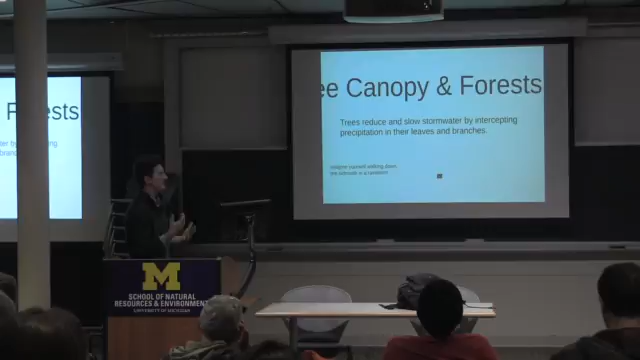 Forests
ee Canopy & Forests
Trees reduce and slow stormwater by intercepting
precipitation in their leaves and branches.
M
SCHOOL OF NATURAL
RESOURCES & ENVIRONMENT
UNIVERSITY OF MICHIGAN